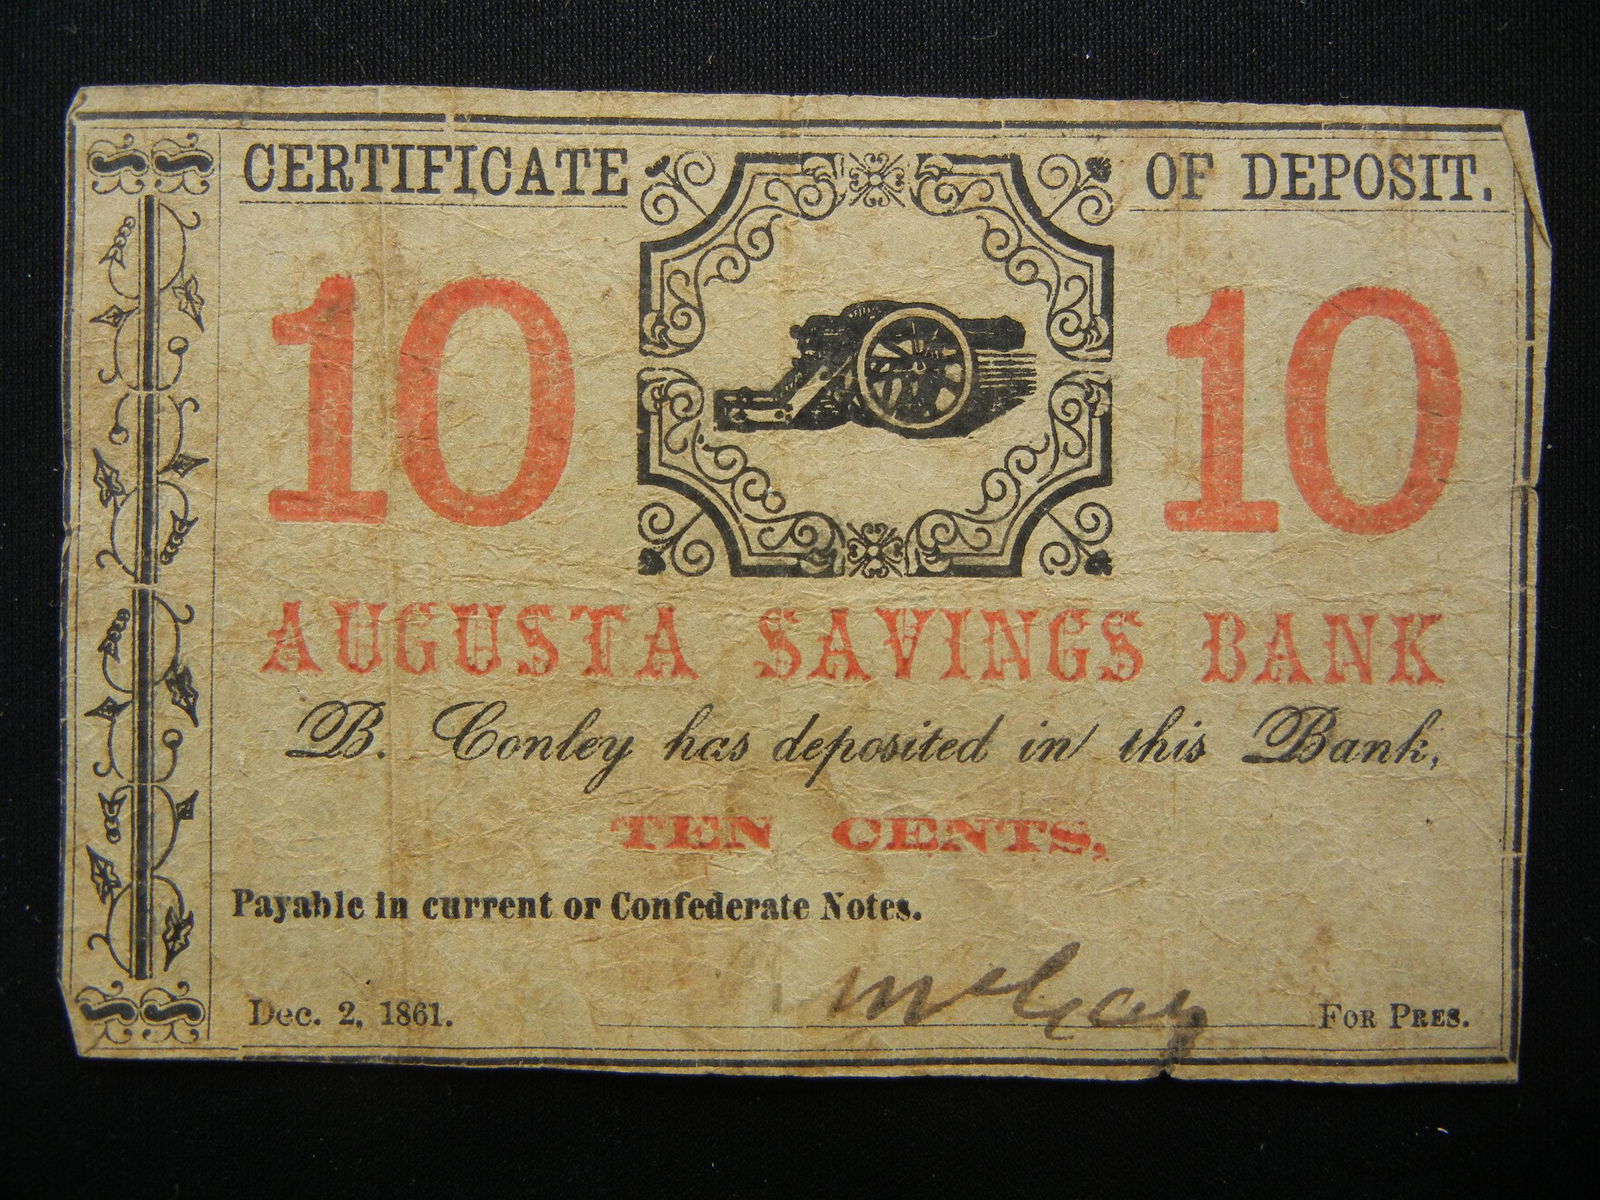 CERTIFICATE OF DEPOSIT.
10 10
AUGUSTA SAVINGS BANK
B. Conley has deposited in this Bank,
TEN CENTS,
Payable in current or Confederate Notes.
Dec. 2, 1861. FOR PRES.